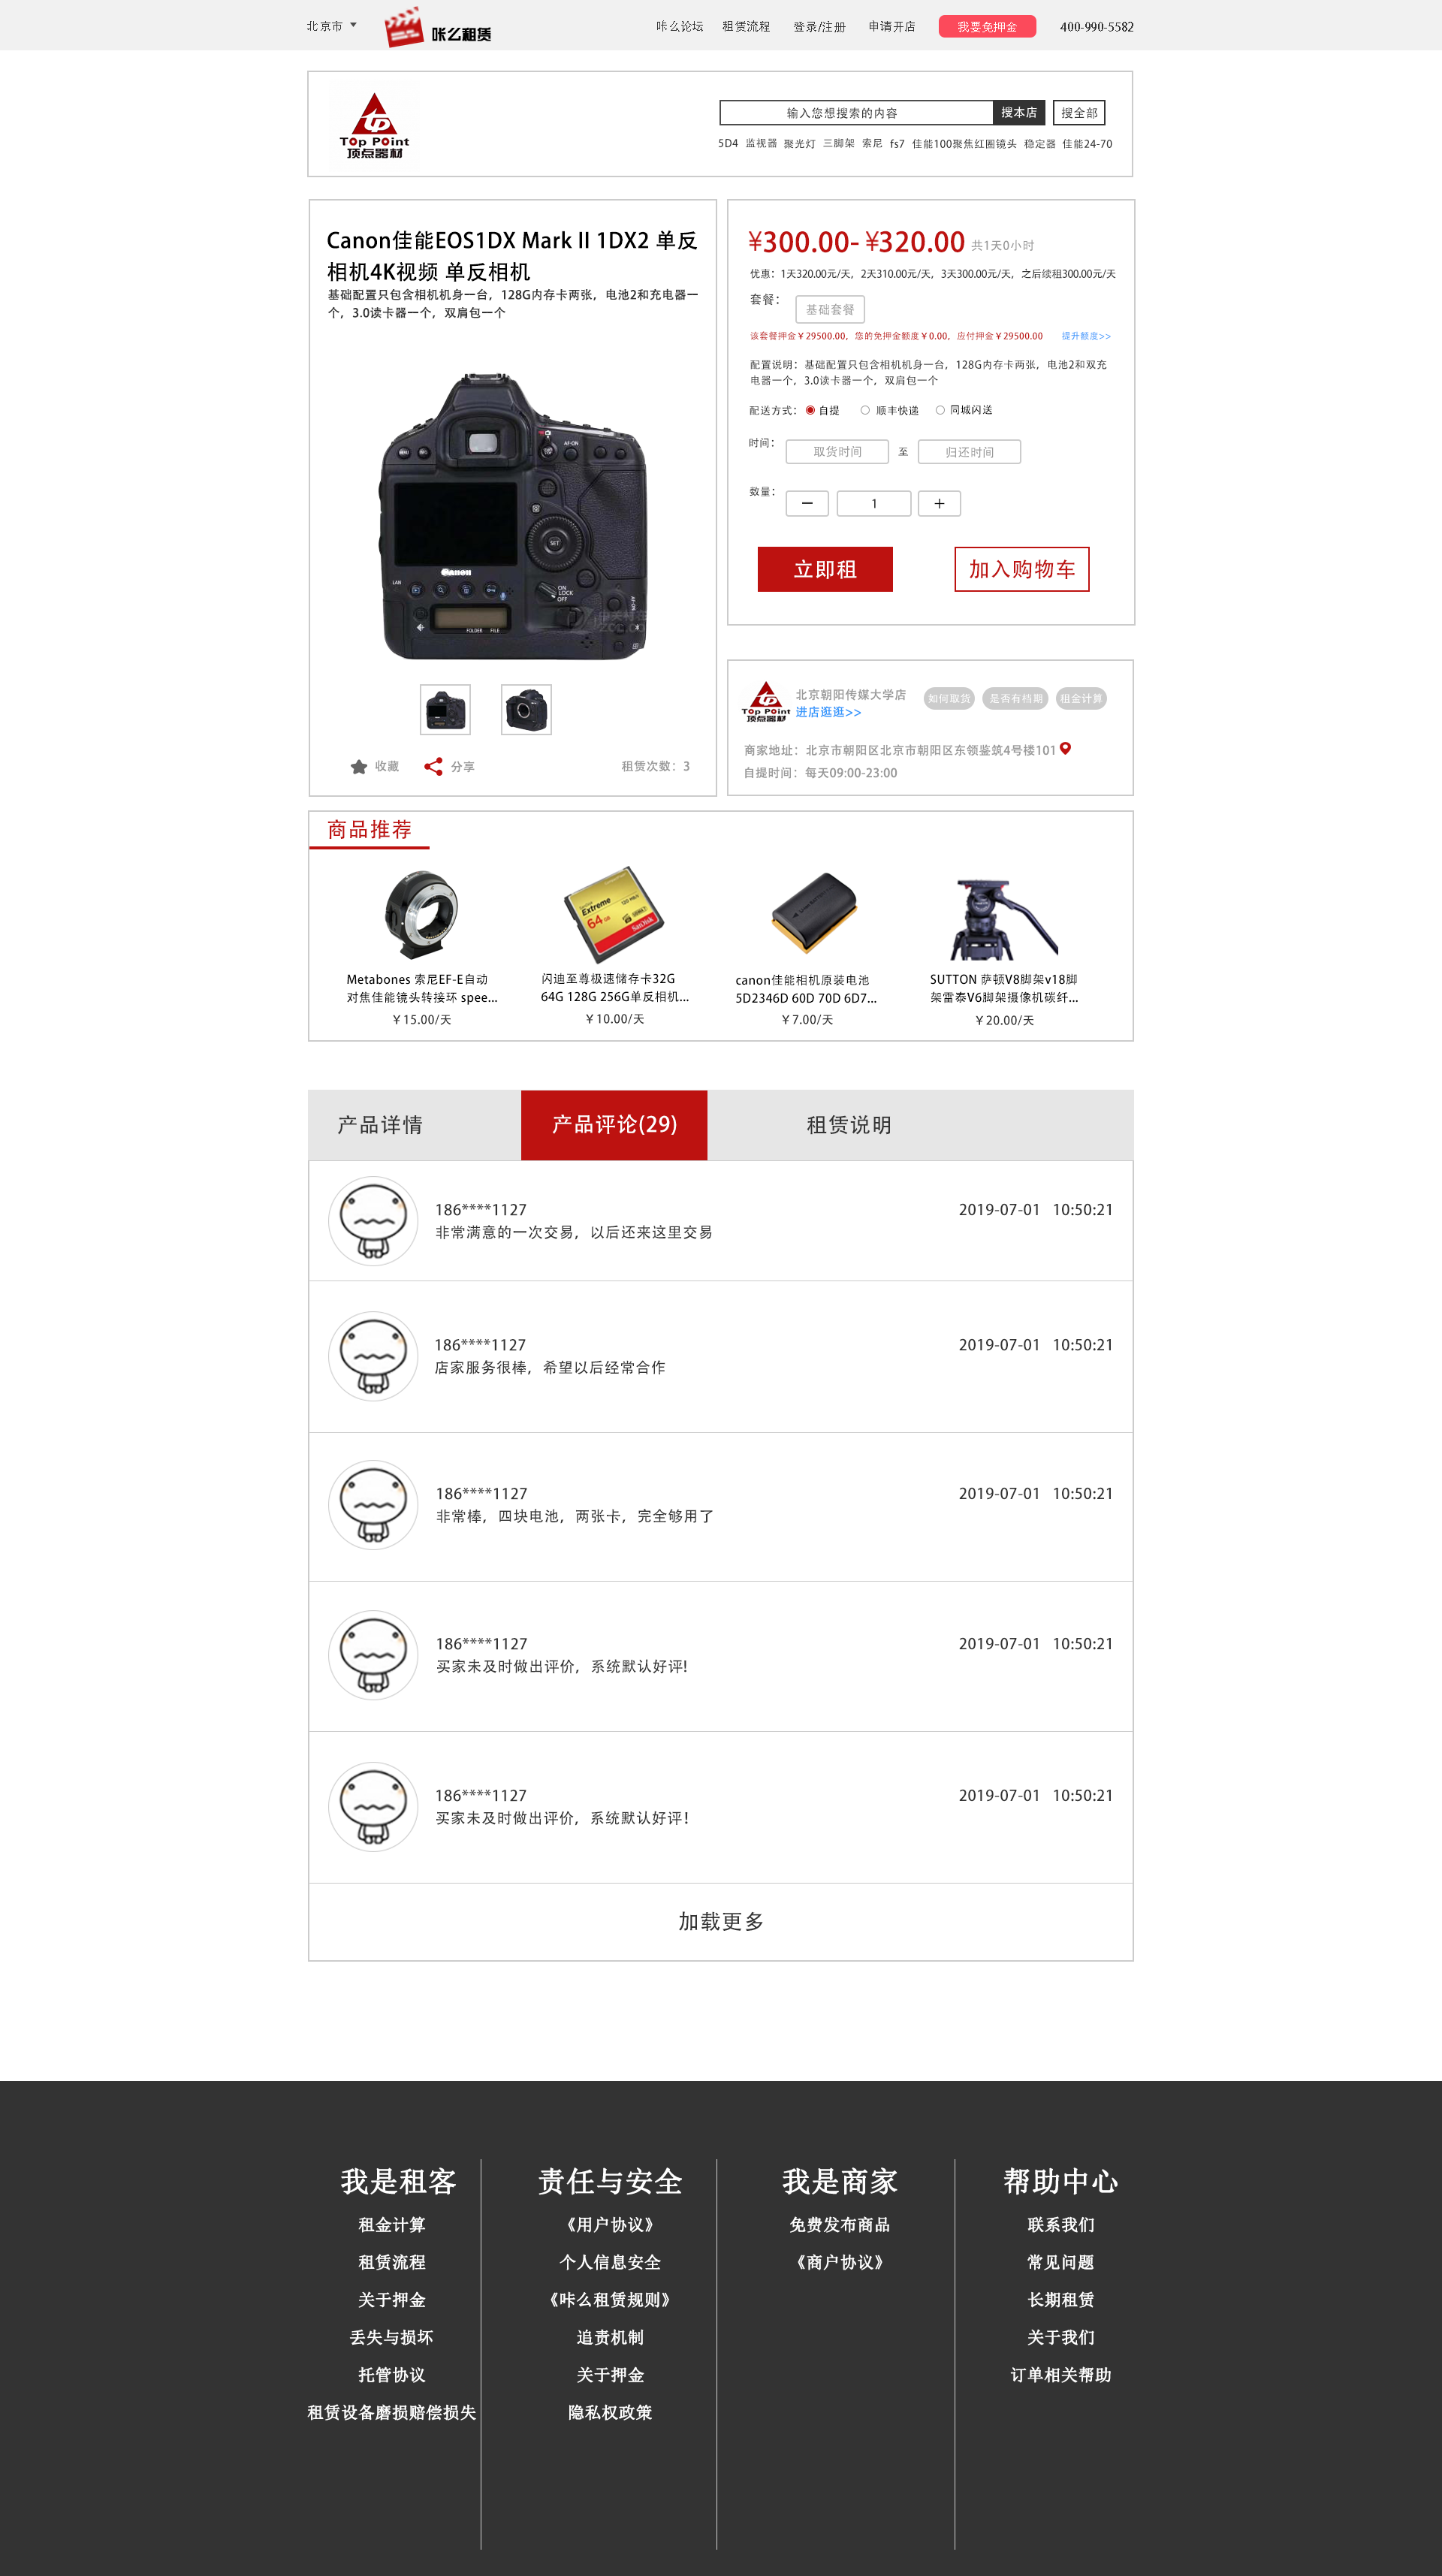 北京市
咔么租赁
咔么论坛 租赁流程 登录/注册 申请开店 我要免押金 400-990-5582
Top Point
顶点器材
输入您想搜索的内容 搜本店 搜全部
5D4 监视器 聚光灯 三脚架 索尼 fs7 佳能100聚焦红圈镜头 稳定器 佳能24-70
Canon佳能EOS1DX Mark II 1DX2 单反
相机4K视频 单反相机
基础配置只包含相机机身一台，128G内存卡两张，电池2和充电器一
个，3.0读卡器一个，双肩包一个
Canon
收藏 分享 租赁次数：3
¥300.00- ¥320.00 共1天0小时
优惠：1天320.00元/天，2天310.00元/天，3天300.00元/天，之后续租300.00元/天
套餐： 基础套餐
该套餐押金￥29500.00，您的免押金额度￥0.00，应付押金￥29500.00 提升额度>>
配置说明：基础配置只包含相机机身一台，128G内存卡两张，电池2和双充
电器一个，3.0读卡器一个，双肩包一个
配送方式： 自提 顺丰快递 同城闪送
时间： 取货时间 至 归还时间
数量： 一 1 +
立即租 加入购物车
Top Point
顶点器材
北京朝阳传媒大学店 如何取货 是否有档期 租金计算
进店逛逛>>
商家地址：北京市朝阳区北京市朝阳区东领鉴筑4号楼101
自提时间：每天09:00-23:00
商品推荐
Extreme
64GB
SanDisk
Metabones 索尼EF-E自动
对焦佳能镜头转接环 spee...
￥15.00/天
闪迪至尊极速储存卡32G
64G 128G 256G单反相机...
￥10.00/天
canon佳能相机原装电池
5D2346D 60D 70D 6D7...
￥7.00/天
SUTTON 萨顿V8脚架v18脚
架雷泰V6脚架摄像机碳纤...
￥20.00/天
产品详情 产品评论(29) 租赁说明
186****1127 2019-07-01 10:50:21
非常满意的一次交易，以后还来这里交易
186****1127 2019-07-01 10:50:21
店家服务很棒，希望以后经常合作
186****1127 2019-07-01 10:50:21
非常棒，四块电池，两张卡，完全够用了
186****1127 2019-07-01 10:50:21
买家未及时做出评价，系统默认好评!
186****1127 2019-07-01 10:50:21
买家未及时做出评价，系统默认好评！
加载更多
我是租客
租金计算
租赁流程
关于押金
丢失与损坏
托管协议
租赁设备磨损赔偿损失
责任与安全
《用户协议》
个人信息安全
《咔么租赁规则》
追责机制
关于押金
隐私权政策
我是商家
免费发布商品
《商户协议》
帮助中心
联系我们
常见问题
长期租赁
关于我们
订单相关帮助